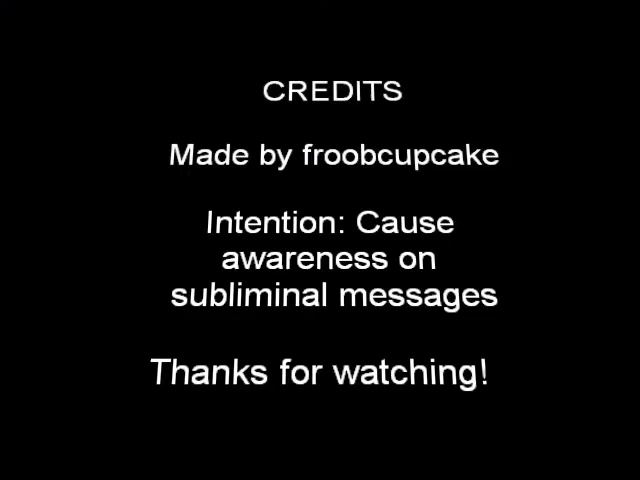 CREDITS
Made by froobcupcake
Intention: Cause
awareness on
subliminal messages
Thanks for watching!